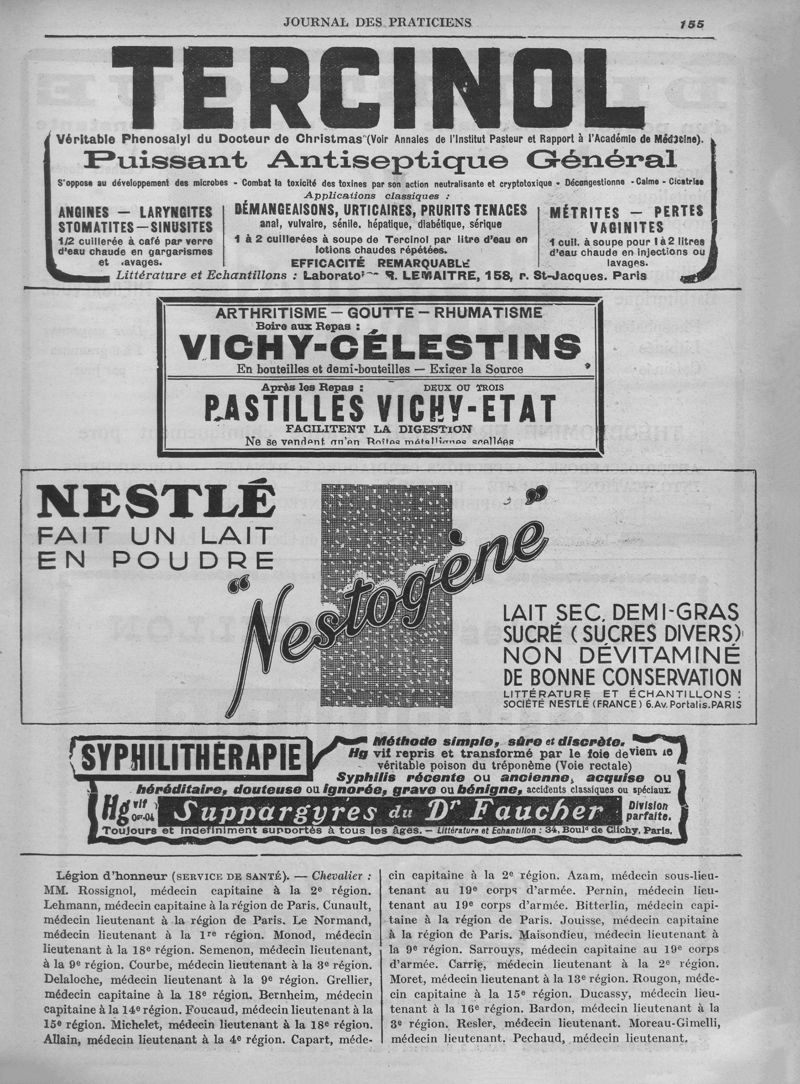 JOURNAL DES PRATICIENS
155
TERCINOL
Véritable Phenosalyl du Docteur de Christmas (Voir Annales de l'Institut Pasteur et Rapport à l'Académie de Médecine).
Puissant Antiseptique Général
S'oppose au développement des microbes - Combat la toxicité des toxines par son action neutralisante et cryptotoxique - Décongestionne - Calme - Cicatrise
Applications classiques :
ANGINES — LARYNGITES
STOMATITES — SINUSITES
1/2 cuillerée à café par verre
d'eau chaude en gargarismes
et lavages.
DÉMANGEAISONS, URTICAIRES, PRURITS TENACES
anal, vulvaire, sénile, hépatique, diabétique, sérique
1 à 2 cuillerées à soupe de Tercinol par litre d'eau en
lotions chaudes répétées.
EFFICACITÉ REMARQUABLE
MÉTRITES — PERTES
VAGINITES
1 cuil. à soupe pour 1 à 2 litres
d'eau chaude en injections ou
lavages.
Littérature et Echantillons : Laborato R. LEMAITRE, 158, r. St-Jacques. Paris
ARTHRITISME — GOUTTE — RHUMATISME
Boire aux Repas :
VICHY-CÉLESTINS
En bouteilles et demi-bouteilles — Exiger la Source
Après les Repas : DEUX OU TROIS
PASTILLES VICHY-ETAT
FACILITENT LA DIGESTION
Ne se vendent qu'en Boîtes métalliques scellées
NESTLÉ
FAIT UN LAIT
EN POUDRE
"Nestogène"
LAIT SEC, DEMI-GRAS
SUCRÉ (SUCRES DIVERS)
NON DÉVITAMINÉ
DE BONNE CONSERVATION
LITTÉRATURE ET ÉCHANTILLONS :
SOCIÉTÉ NESTLÉ (FRANCE) 6.Av. Portalis. PARIS
SYPHILITHÉRAPIE
Méthode simple, sûre et discrète.
Hg vif repris et transformé par le foie devient le
véritable poison du tréponème (Voie rectale)
Syphilis récente ou ancienne, acquise ou
héréditaire, douteuse ou ignorée, grave ou bénigne, accidents classiques ou spéciaux.
Hg vif
0gr.04
Suppargyres du Dr Faucher
Division
parfaite.
Toujours et indéfiniment supportés à tous les âges. — Littérature et Echantillon : 34, Boul d de Clichy, Paris.
Légion d'honneur (SERVICE DE SANTÉ). — Chevalier :
MM. Rossignol, médecin capitaine à la 2e région.
Lehmann, médecin capitaine à la région de Paris. Cunault,
médecin lieutenant à la région de Paris. Le Normand,
médecin lieutenant à la 1re région. Monod, médecin
lieutenant à la 18e région. Semenon, médecin lieutenant,
à la 9e région. Courbe, médecin lieutenant à la 3e région.
Delaloche, médecin lieutenant à la 9e région. Grellier,
médecin capitaine à la 18e région. Bernheim, médecin
capitaine à la 14e région. Foucaud, médecin lieutenant à la
15e région. Michelet, médecin lieutenant à la 18e région.
Allain, médecin lieutenant à la 4e région. Capart, méde-
cin capitaine à la 2e région. Azam, médecin sous-lieu-
tenant au 19e corps d'armée. Pernin, médecin lieu-
tenant au 19e corps d'armée. Bitterlin, médecin capi-
taine à la région de Paris. Jouisse, médecin capitaine
à la région de Paris. Maisondieu, médecin lieutenant à
la 9e région. Sarrouys, médecin capitaine au 19e corps
d'armée. Carrie, médecin lieutenant à la 2e région.
Moret, médecin lieutenant à la 13e région. Rougon, méde-
cin capitaine à la 15e région. Ducassy, médecin lieu-
tenant à la 16e région. Bardon, médecin lieutenant à la
3e région. Resler, médecin lieutenant. Moreau-Gimelli,
médecin lieutenant. Pechaud, médecin lieutenant.